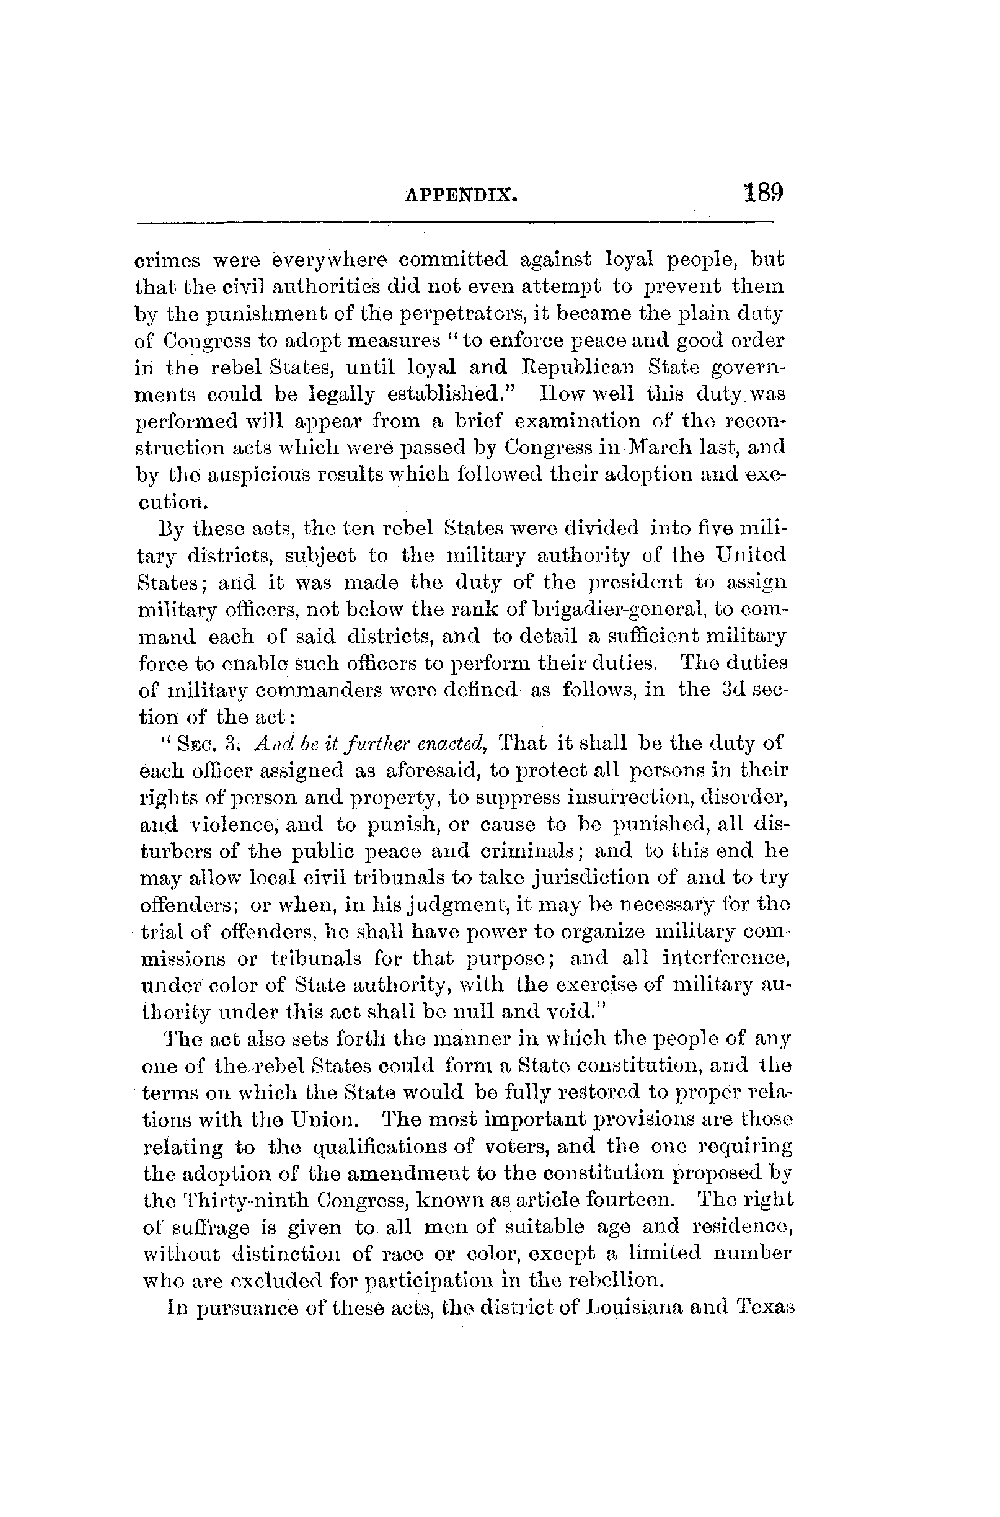 APPENDIX. 189
crimes were everywhere committed against loyal people, but
that the civil authorities did not even attempt to prevent them
by the punishment of the perpetrators, it became the plain duty
of Congress to adopt measures "to enforce peace and good order
in the rebel States, until loyal and Republican State govern-
ments could be legally established." How well this duty was
performed will appear from a brief examination of the recon-
struction acts which were passed by Congress in March last, and
by the auspicious results which followed their adoption and exe-
cution.
By these acts, the ten rebel States were divided into five mili-
tary districts, subject to the military authority of the United
States; and it was made the duty of the president to assign
military officers, not below the rank of brigadier-general, to com-
mand each of said districts, and to detail a sufficient military
force to enable such officers to perform their duties. The duties
of military commanders were defined as follows, in the 3d sec-
tion of the act:
"SEC. 3. And be it further enacted, That it shall be the duty of
each officer assigned as aforesaid, to protect all persons in their
rights of person and property, to suppress insurrection, disorder,
and violence, and to punish, or cause to be punished, all dis-
turbers of the public peace and criminals; and to this end he
may allow local civil tribunals to take jurisdiction of and to try
offenders; or when, in his judgment, it may be necessary for the
trial of offenders, he shall have power to organize military com-
missions or tribunals for that purpose; and all interference,
under color of State authority, with the exercise of military au-
thority under this act shall be null and void."
The act also sets forth the manner in which the people of any
one of the rebel States could form a State constitution, and the
terms on which the State would be fully restored to proper rela-
tions with the Union. The most important provisions are those
relating to the qualifications of voters, and the one requiring
the adoption of the amendment to the constitution proposed by
the Thirty-ninth Congress, known as article fourteen. The right
of suffrage is given to all men of suitable age and residence,
without distinction of race or color, except a limited number
who are excluded for participation in the rebellion.
In pursuance of these acts, the district of Louisiana and Texas